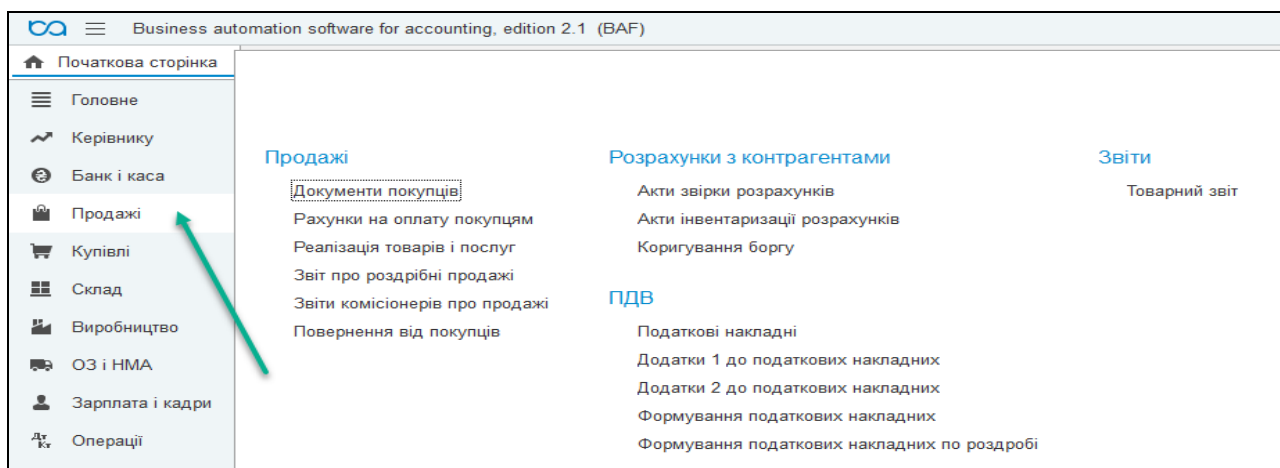 Business automation software for accounting, edition 2.1 (BAF)
Початкова сторінка
Головне
Керівнику
Банк і каса
Продажі
Купівлі
Склад
Виробництво
ОЗ і НМА
Зарплата і кадри
Дт Кт Операції
Продажі
Документи покупців
Рахунки на оплату покупцям
Реалізація товарів і послуг
Звіт про роздрібні продажі
Звіти комісіонерів про продажі
Повернення від покупців
Розрахунки з контрагентами
Акти звірки розрахунків
Акти інвентаризації розрахунків
Коригування боргу
ПДВ
Податкові накладні
Додатки 1 до податкових накладних
Додатки 2 до податкових накладних
Формування податкових накладних
Формування податкових накладних по роздробі
Звіти
Товарний звіт